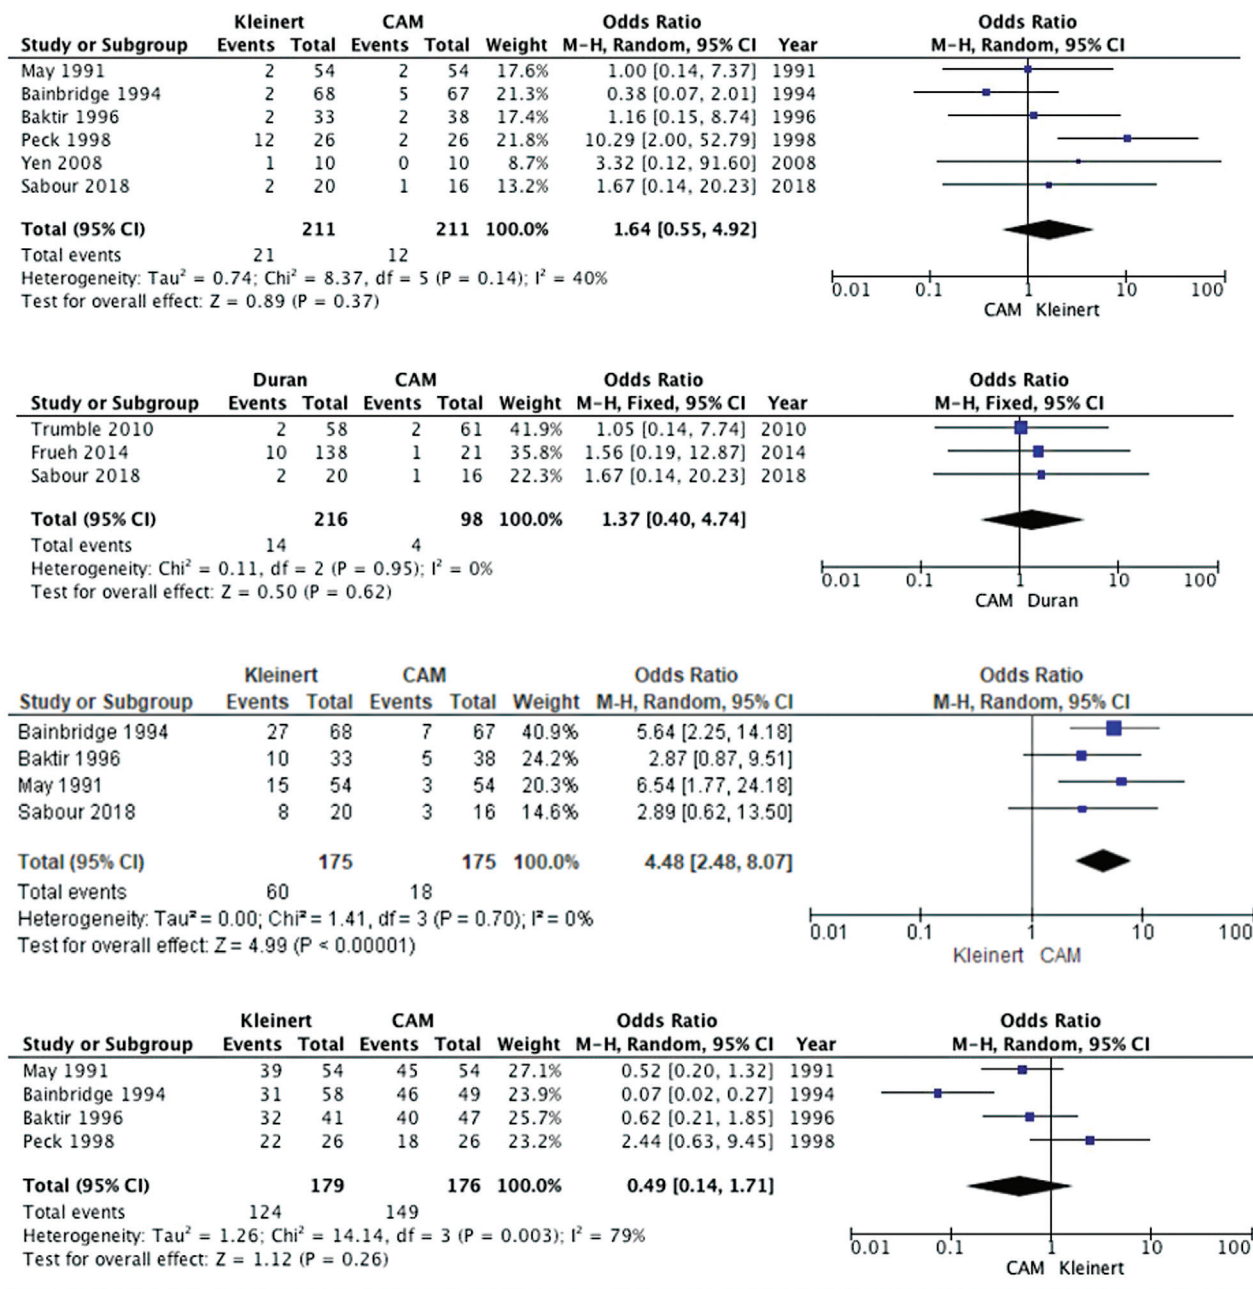 Kleinert CAM Odds Ratio Odds Ratio
Study or Subgroup Events Total Events Total Weight M-H, Random, 95% CI Year M-H, Random, 95% CI
May 1991 2 54 2 54 17.6% 1.00 [0.14, 7.37] 1991
Bainbridge 1994 2 68 5 67 21.3% 0.38 [0.07, 2.01] 1994
Baktir 1996 2 33 2 38 17.4% 1.16 [0.15, 8.74] 1996
Peck 1998 12 26 2 26 21.8% 10.29 [2.00, 52.79] 1998
Yen 2008 1 10 0 10 8.7% 3.32 [0.12, 91.60] 2008
Sabour 2018 2 20 1 16 13.2% 1.67 [0.14, 20.23] 2018
Total (95% CI) 211 211 100.0% 1.64 [0.55, 4.92]
Total events 21 12
Heterogeneity: Tau² = 0.74; Chi² = 8.37, df = 5 (P = 0.14); I² = 40%
Test for overall effect: Z = 0.89 (P = 0.37)
0.01 0.1 1 10 100
CAM Kleinert
Duran CAM Odds Ratio Odds Ratio
Study or Subgroup Events Total Events Total Weight M-H, Fixed, 95% CI Year M-H, Fixed, 95% CI
Trumble 2010 2 58 2 61 41.9% 1.05 [0.14, 7.74] 2010
Frueh 2014 10 138 1 21 35.8% 1.56 [0.19, 12.87] 2014
Sabour 2018 2 20 1 16 22.3% 1.67 [0.14, 20.23] 2018
Total (95% CI) 216 98 100.0% 1.37 [0.40, 4.74]
Total events 14 4
Heterogeneity: Chi² = 0.11, df = 2 (P = 0.95); I² = 0%
Test for overall effect: Z = 0.50 (P = 0.62)
0.01 0.1 1 10 100
CAM Duran
Kleinert CAM Odds Ratio Odds Ratio
Study or Subgroup Events Total Events Total Weight M-H, Random, 95% CI M-H, Random, 95% CI
Bainbridge 1994 27 68 7 67 40.9% 5.64 [2.25, 14.18]
Baktir 1996 10 33 5 38 24.2% 2.87 [0.87, 9.51]
May 1991 15 54 3 54 20.3% 6.54 [1.77, 24.18]
Sabour 2018 8 20 3 16 14.6% 2.89 [0.62, 13.50]
Total (95% CI) 175 175 100.0% 4.48 [2.48, 8.07]
Total events 60 18
Heterogeneity: Tau² = 0.00; Chi² = 1.41, df = 3 (P = 0.70); I² = 0%
Test for overall effect: Z = 4.99 (P < 0.00001)
0.01 0.1 1 10 100
Kleinert CAM
Kleinert CAM Odds Ratio Odds Ratio
Study or Subgroup Events Total Events Total Weight M-H, Random, 95% CI Year M-H, Random, 95% CI
May 1991 39 54 45 54 27.1% 0.52 [0.20, 1.32] 1991
Bainbridge 1994 31 58 46 49 23.9% 0.07 [0.02, 0.27] 1994
Baktir 1996 32 41 40 47 25.7% 0.62 [0.21, 1.85] 1996
Peck 1998 22 26 18 26 23.2% 2.44 [0.63, 9.45] 1998
Total (95% CI) 179 176 100.0% 0.49 [0.14, 1.71]
Total events 124 149
Heterogeneity: Tau² = 1.26; Chi² = 14.14, df = 3 (P = 0.003); I² = 79%
Test for overall effect: Z = 1.12 (P = 0.26)
0.01 0.1 1 10 100
CAM Kleinert